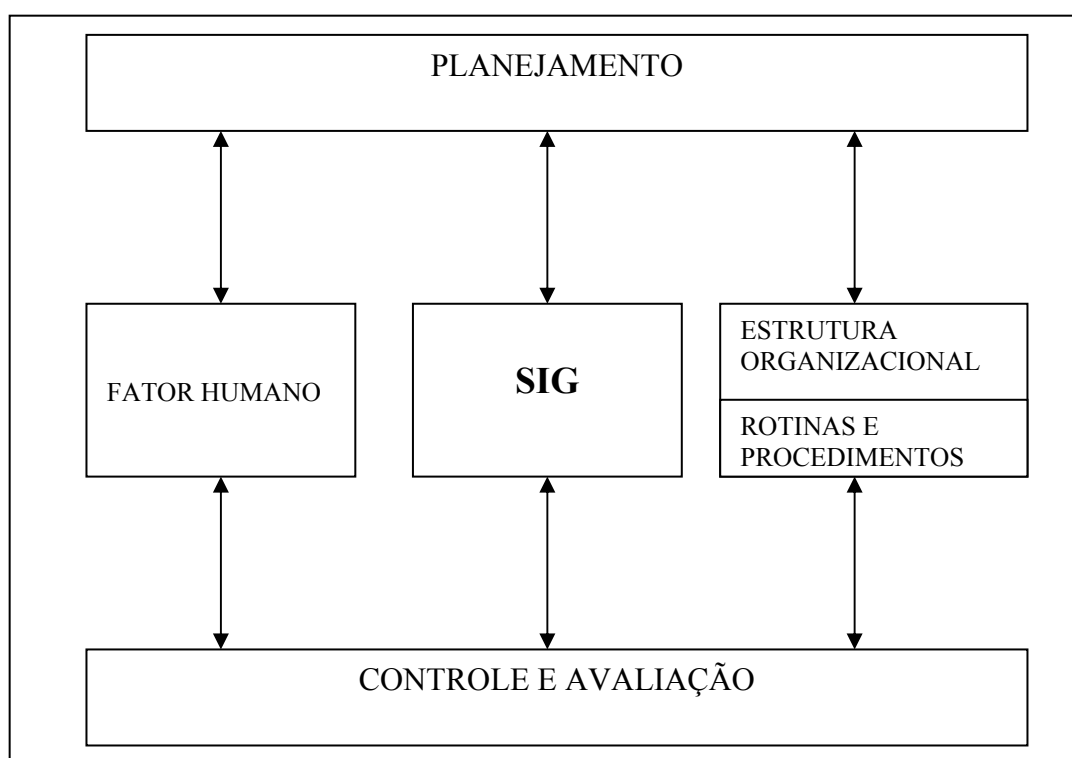 PLANEJAMENTO
FATOR HUMANO
SIG
ESTRUTURA
ORGANIZACIONAL
ROTINAS E
PROCEDIMENTOS
CONTROLE E AVALIAÇÃO